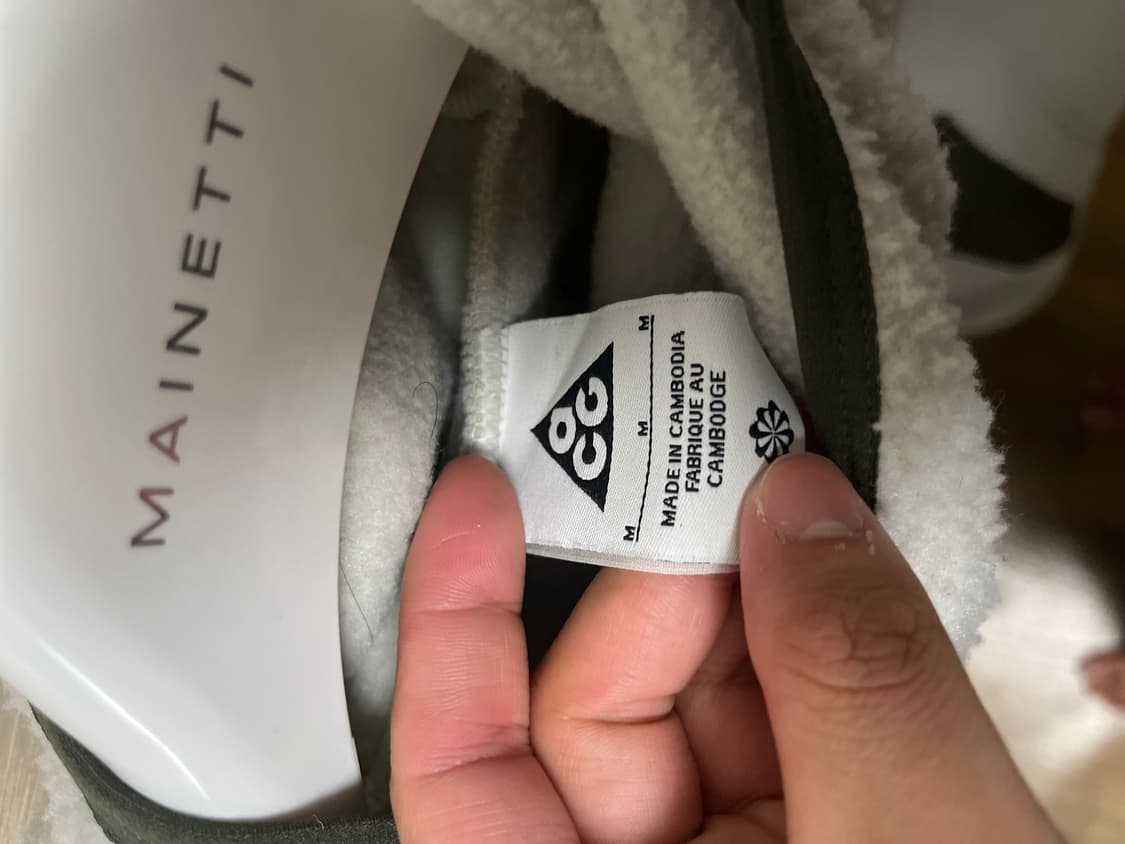 MAINETTI
aCG
M M M
MADE IN CAMBODIA
FABRIQUE AU
CAMBODGE